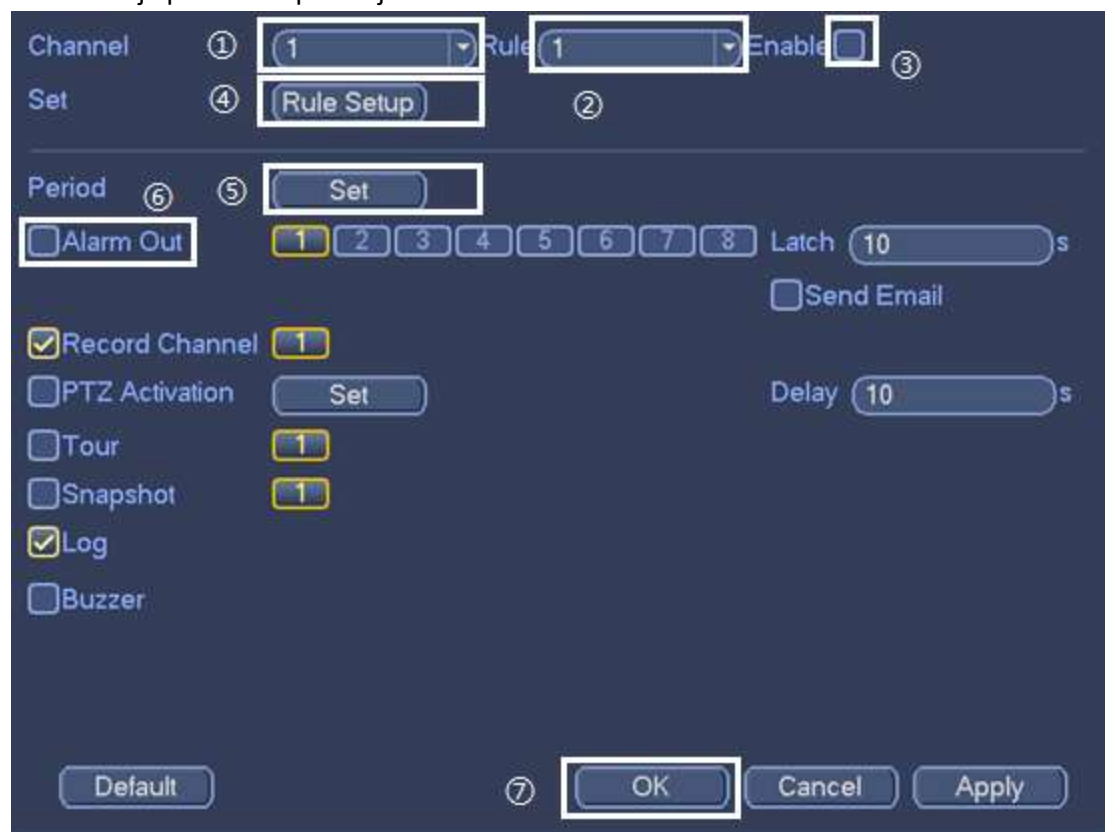 Channel ① 1 Rule 1 Enable ③
Set ④ Rule Setup ②
Period ⑥ ⑤ Set
Alarm Out 1 2 3 4 5 6 7 8 Latch 10 s
Send Email
Record Channel 1
PTZ Activation Set Delay 10 s
Tour 1
Snapshot 1
Log
Buzzer
Default ⑦ OK Cancel Apply